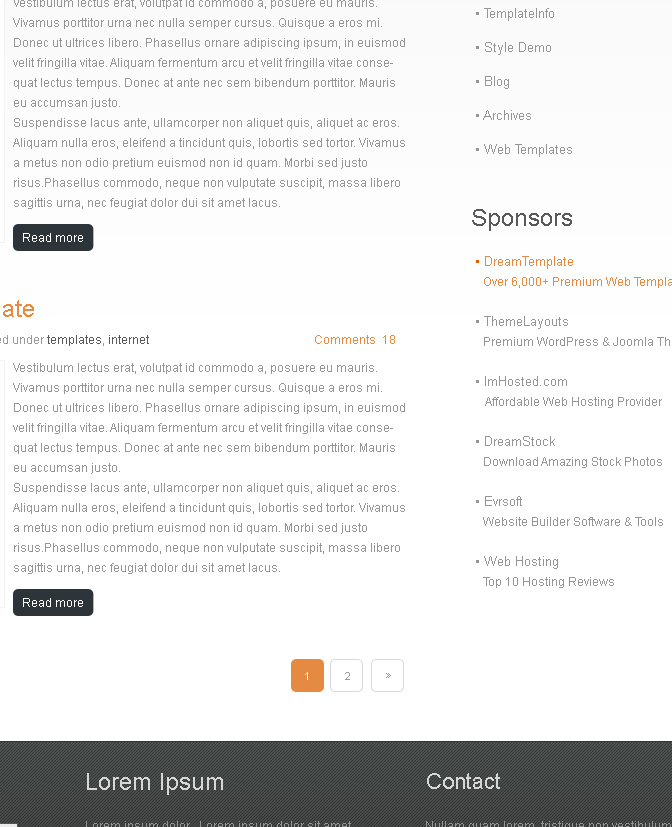 Vestibulum lectus erat, volutpat id commodo a, posuere eu mauris.
Vivamus porttitor urna nec nulla semper cursus. Quisque a eros mi.
Donec ut ultrices libero. Phasellus ornare adipiscing ipsum, in euismod
velit fringilla vitae. Aliquam fermentum arcu et velit fringilla vitae conse-
quat lectus tempus. Donec at ante nec sem bibendum porttitor. Mauris
eu accumsan justo.
Suspendisse lacus ante, ullamcorper non aliquet quis, aliquet ac eros.
Aliquam nulla eros, eleifend a tincidunt quis, lobortis sed tortor. Vivamus
a metus non odio pretium euismod non id quam. Morbi sed justo
risus.Phasellus commodo, neque non vulputate suscipit, massa libero
sagittis urna, nec feugiat dolor dui sit amet lacus.
Read more
ate
ed under templates, internet
Comments 18
Vestibulum lectus erat, volutpat id commodo a, posuere eu mauris.
Vivamus porttitor urna nec nulla semper cursus. Quisque a eros mi.
Donec ut ultrices libero. Phasellus ornare adipiscing ipsum, in euismod
velit fringilla vitae. Aliquam fermentum arcu et velit fringilla vitae conse-
quat lectus tempus. Donec at ante nec sem bibendum porttitor. Mauris
eu accumsan justo.
Suspendisse lacus ante, ullamcorper non aliquet quis, aliquet ac eros.
Aliquam nulla eros, eleifend a tincidunt quis, lobortis sed tortor. Vivamus
a metus non odio pretium euismod non id quam. Morbi sed justo
risus.Phasellus commodo, neque non vulputate suscipit, massa libero
sagittis urna, nec feugiat dolor dui sit amet lacus.
Read more
1 2 »
• TemplateInfo
• Style Demo
• Blog
• Archives
• Web Templates
Sponsors
• DreamTemplate
Over 6,000+ Premium Web Templa
• ThemeLayouts
Premium WordPress & Joomla Th
• ImHosted.com
Affordable Web Hosting Provider
• DreamStock
Download Amazing Stock Photos
• Evrsoft
Website Builder Software & Tools
• Web Hosting
Top 10 Hosting Reviews
Lorem Ipsum
Lorem ipsum dolor. Lorem ipsum dolor sit amet
Contact
Nullam quam lorem, tristique non vestibulum